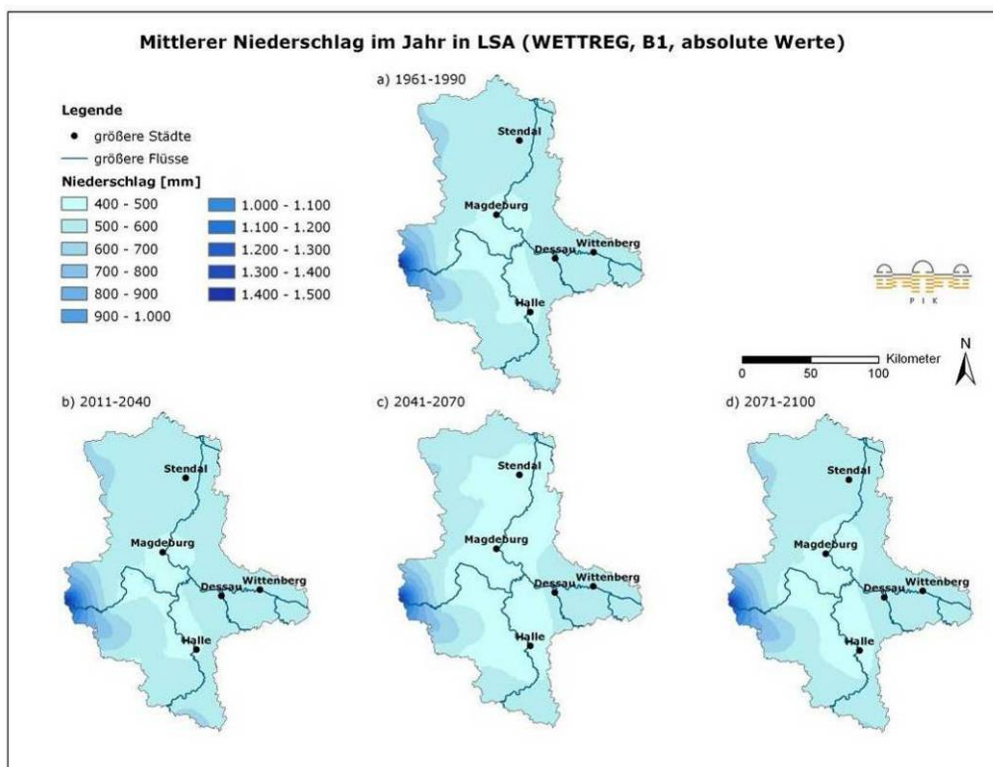 Mittlerer Niederschlag im Jahr in LSA (WETTREG, B1, absolute Werte)
a) 1961-1990
Legende
größere Städte
größere Flüsse
Niederschlag [mm]
400 - 500
500 - 600
600 - 700
700 - 800
800 - 900
900 - 1.000
1.000 - 1.100
1.100 - 1.200
1.200 - 1.300
1.300 - 1.400
1.400 - 1.500
Stendal
Magdeburg
Dessau Wittenberg
Halle
P I K
N
Kilometer
0 50 100
b) 2011-2040
Stendal
Magdeburg
Dessau Wittenberg
Halle
c) 2041-2070
Stendal
Magdeburg
Dessau Wittenberg
Halle
d) 2071-2100
Stendal
Magdeburg
Dessau Wittenberg
Halle